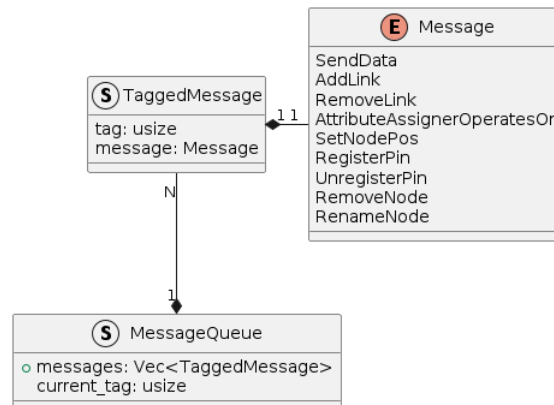 E Message
SendData
AddLink
RemoveLink
AttributeAssignerOperatesOn
SetNodePos
RegisterPin
UnregisterPin
RemoveNode
RenameNode
S TaggedMessage
tag: usize
message: Message
1 1
N
1
S MessageQueue
messages: Vec<TaggedMessage>
current_tag: usize